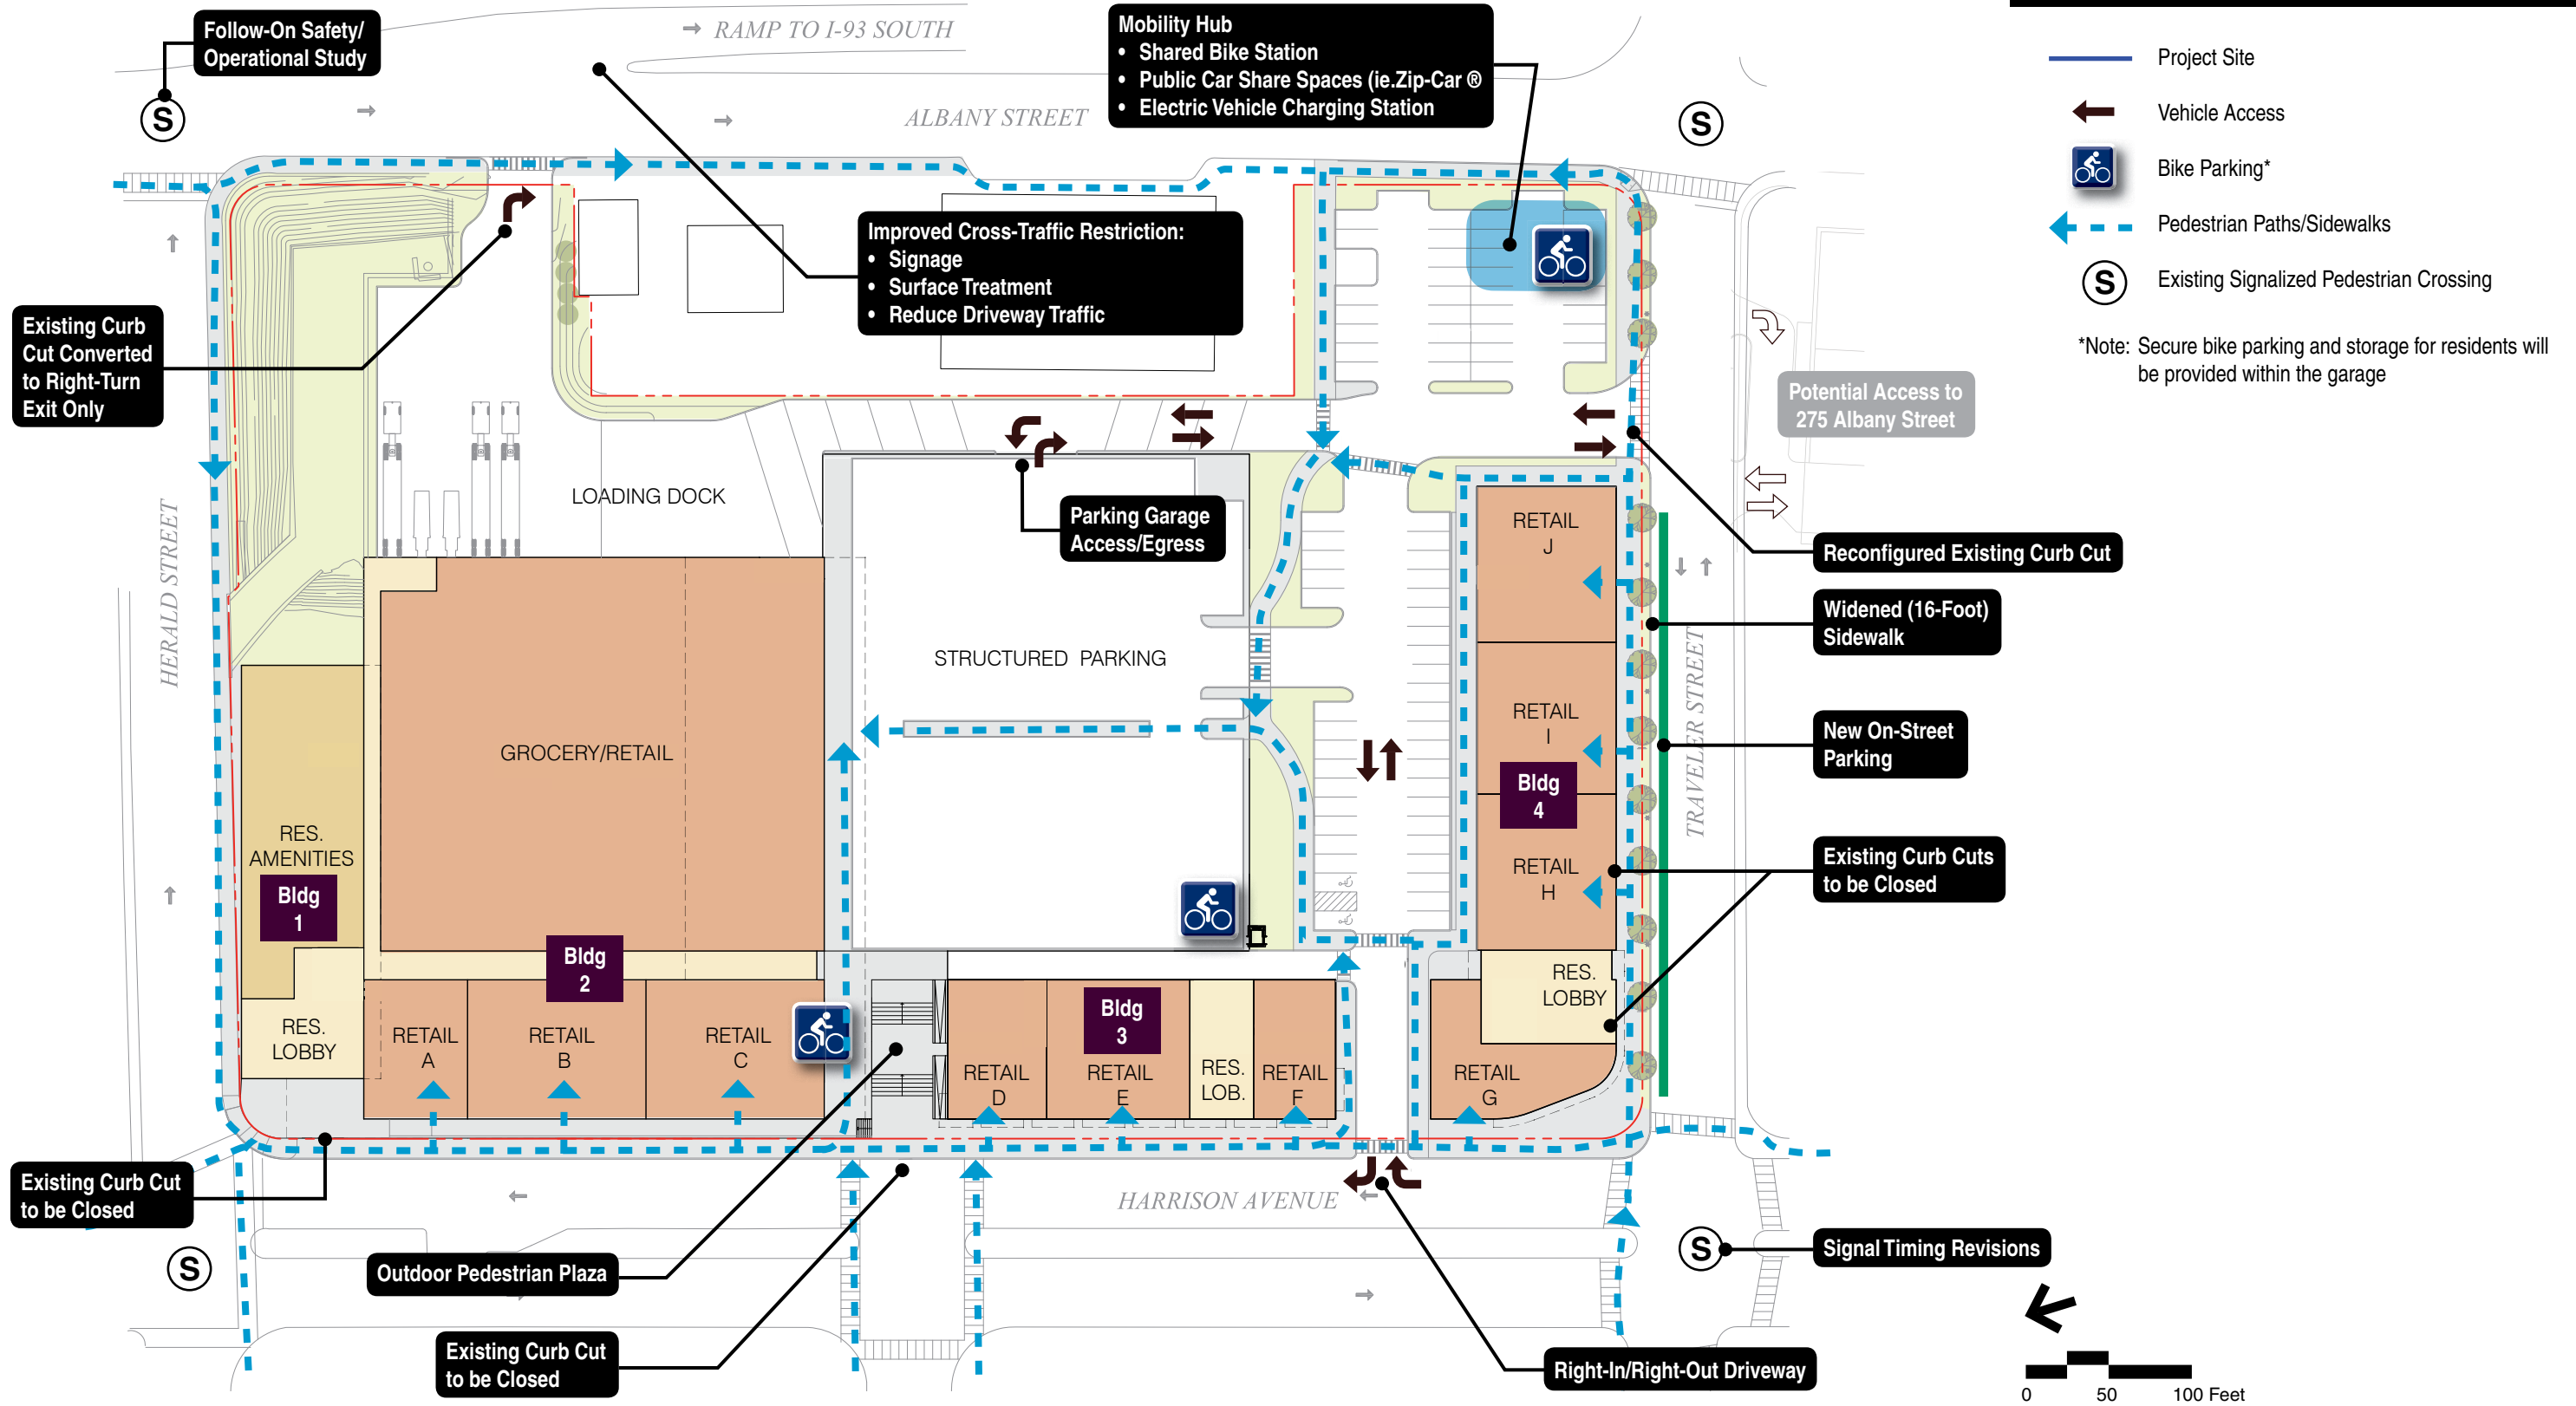 Follow-On Safety/
Operational Study
S
RAMP TO I-93 SOUTH
ALBANY STREET
Mobility Hub
• Shared Bike Station
• Public Car Share Spaces (ie.Zip-Car ®
• Electric Vehicle Charging Station
S
Project Site
Vehicle Access
Bike Parking*
Pedestrian Paths/Sidewalks
S
Existing Signalized Pedestrian Crossing
*Note: Secure bike parking and storage for residents will
be provided within the garage
Improved Cross-Traffic Restriction:
• Signage
• Surface Treatment
• Reduce Driveway Traffic
Existing Curb
Cut Converted
to Right-Turn
Exit Only
Potential Access to
275 Albany Street
LOADING DOCK
Parking Garage
Access/Egress
HERALD STREET
RETAIL
J
Reconfigured Existing Curb Cut
Widened (16-Foot)
Sidewalk
STRUCTURED PARKING
TRAVELER STREET
GROCERY/RETAIL
RETAIL
I
New On-Street
Parking
Bldg
4
RES.
AMENITIES
Bldg
1
RETAIL
H
Existing Curb Cuts
to be Closed
Bldg
2
RES.
LOBBY
Bldg
3
RES.
LOBBY
RETAIL
A
RETAIL
B
RETAIL
C
RETAIL
D
RETAIL
E
RES.
LOB.
RETAIL
F
RETAIL
G
Existing Curb Cut
to be Closed
HARRISON AVENUE
S
Outdoor Pedestrian Plaza
S
Signal Timing Revisions
Existing Curb Cut
to be Closed
Right-In/Right-Out Driveway
0 50 100 Feet